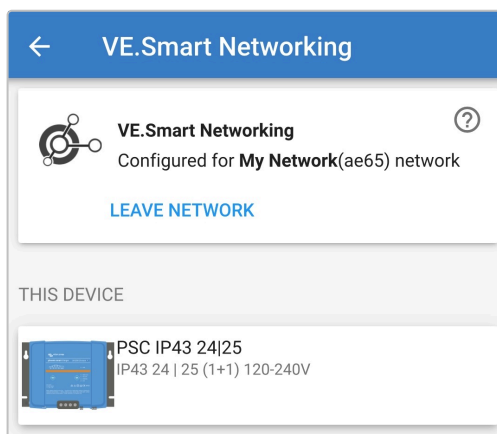 VE.Smart Networking
VE.Smart Networking
Configured for My Network(ae65) network
LEAVE NETWORK
THIS DEVICE
PSC IP43 24|25
IP43 24 | 25 (1+1) 120-240V